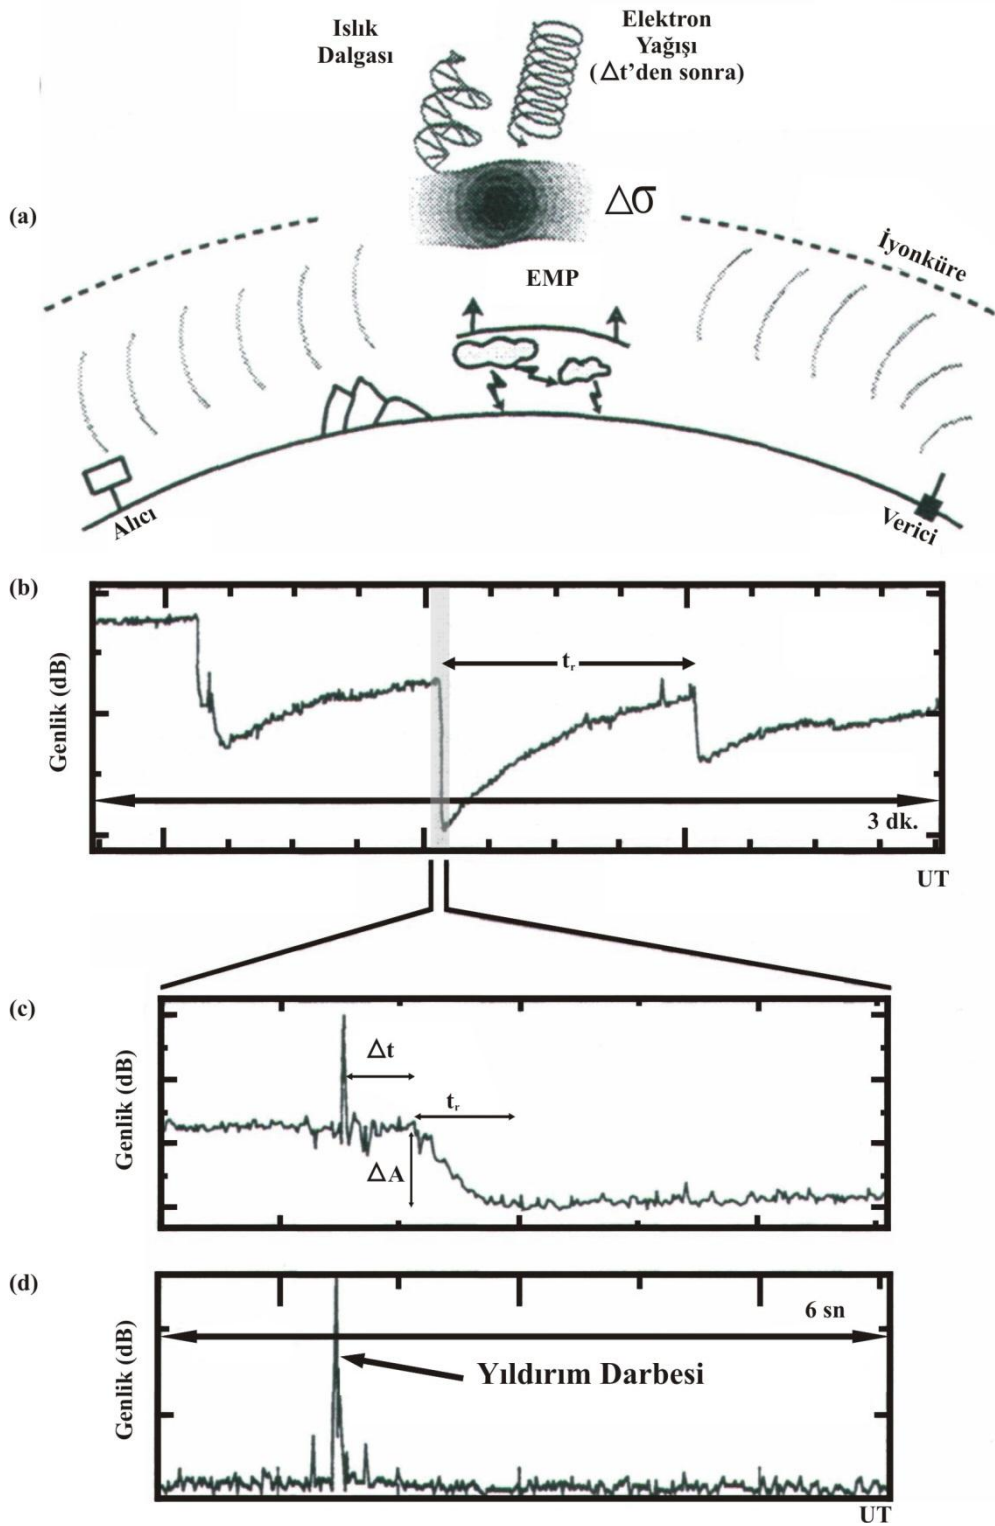 Islık
Dalgası
Elektron
Yağışı
(Δt'den sonra)
(a)
Δσ
İyonküre
EMP
Alıcı
Verici
(b)
Genlik (dB)
tr
3 dk.
UT
(c)
Genlik (dB)
Δt
tr
ΔA
(d)
Genlik (dB)
6 sn
Yıldırım Darbesi
UT